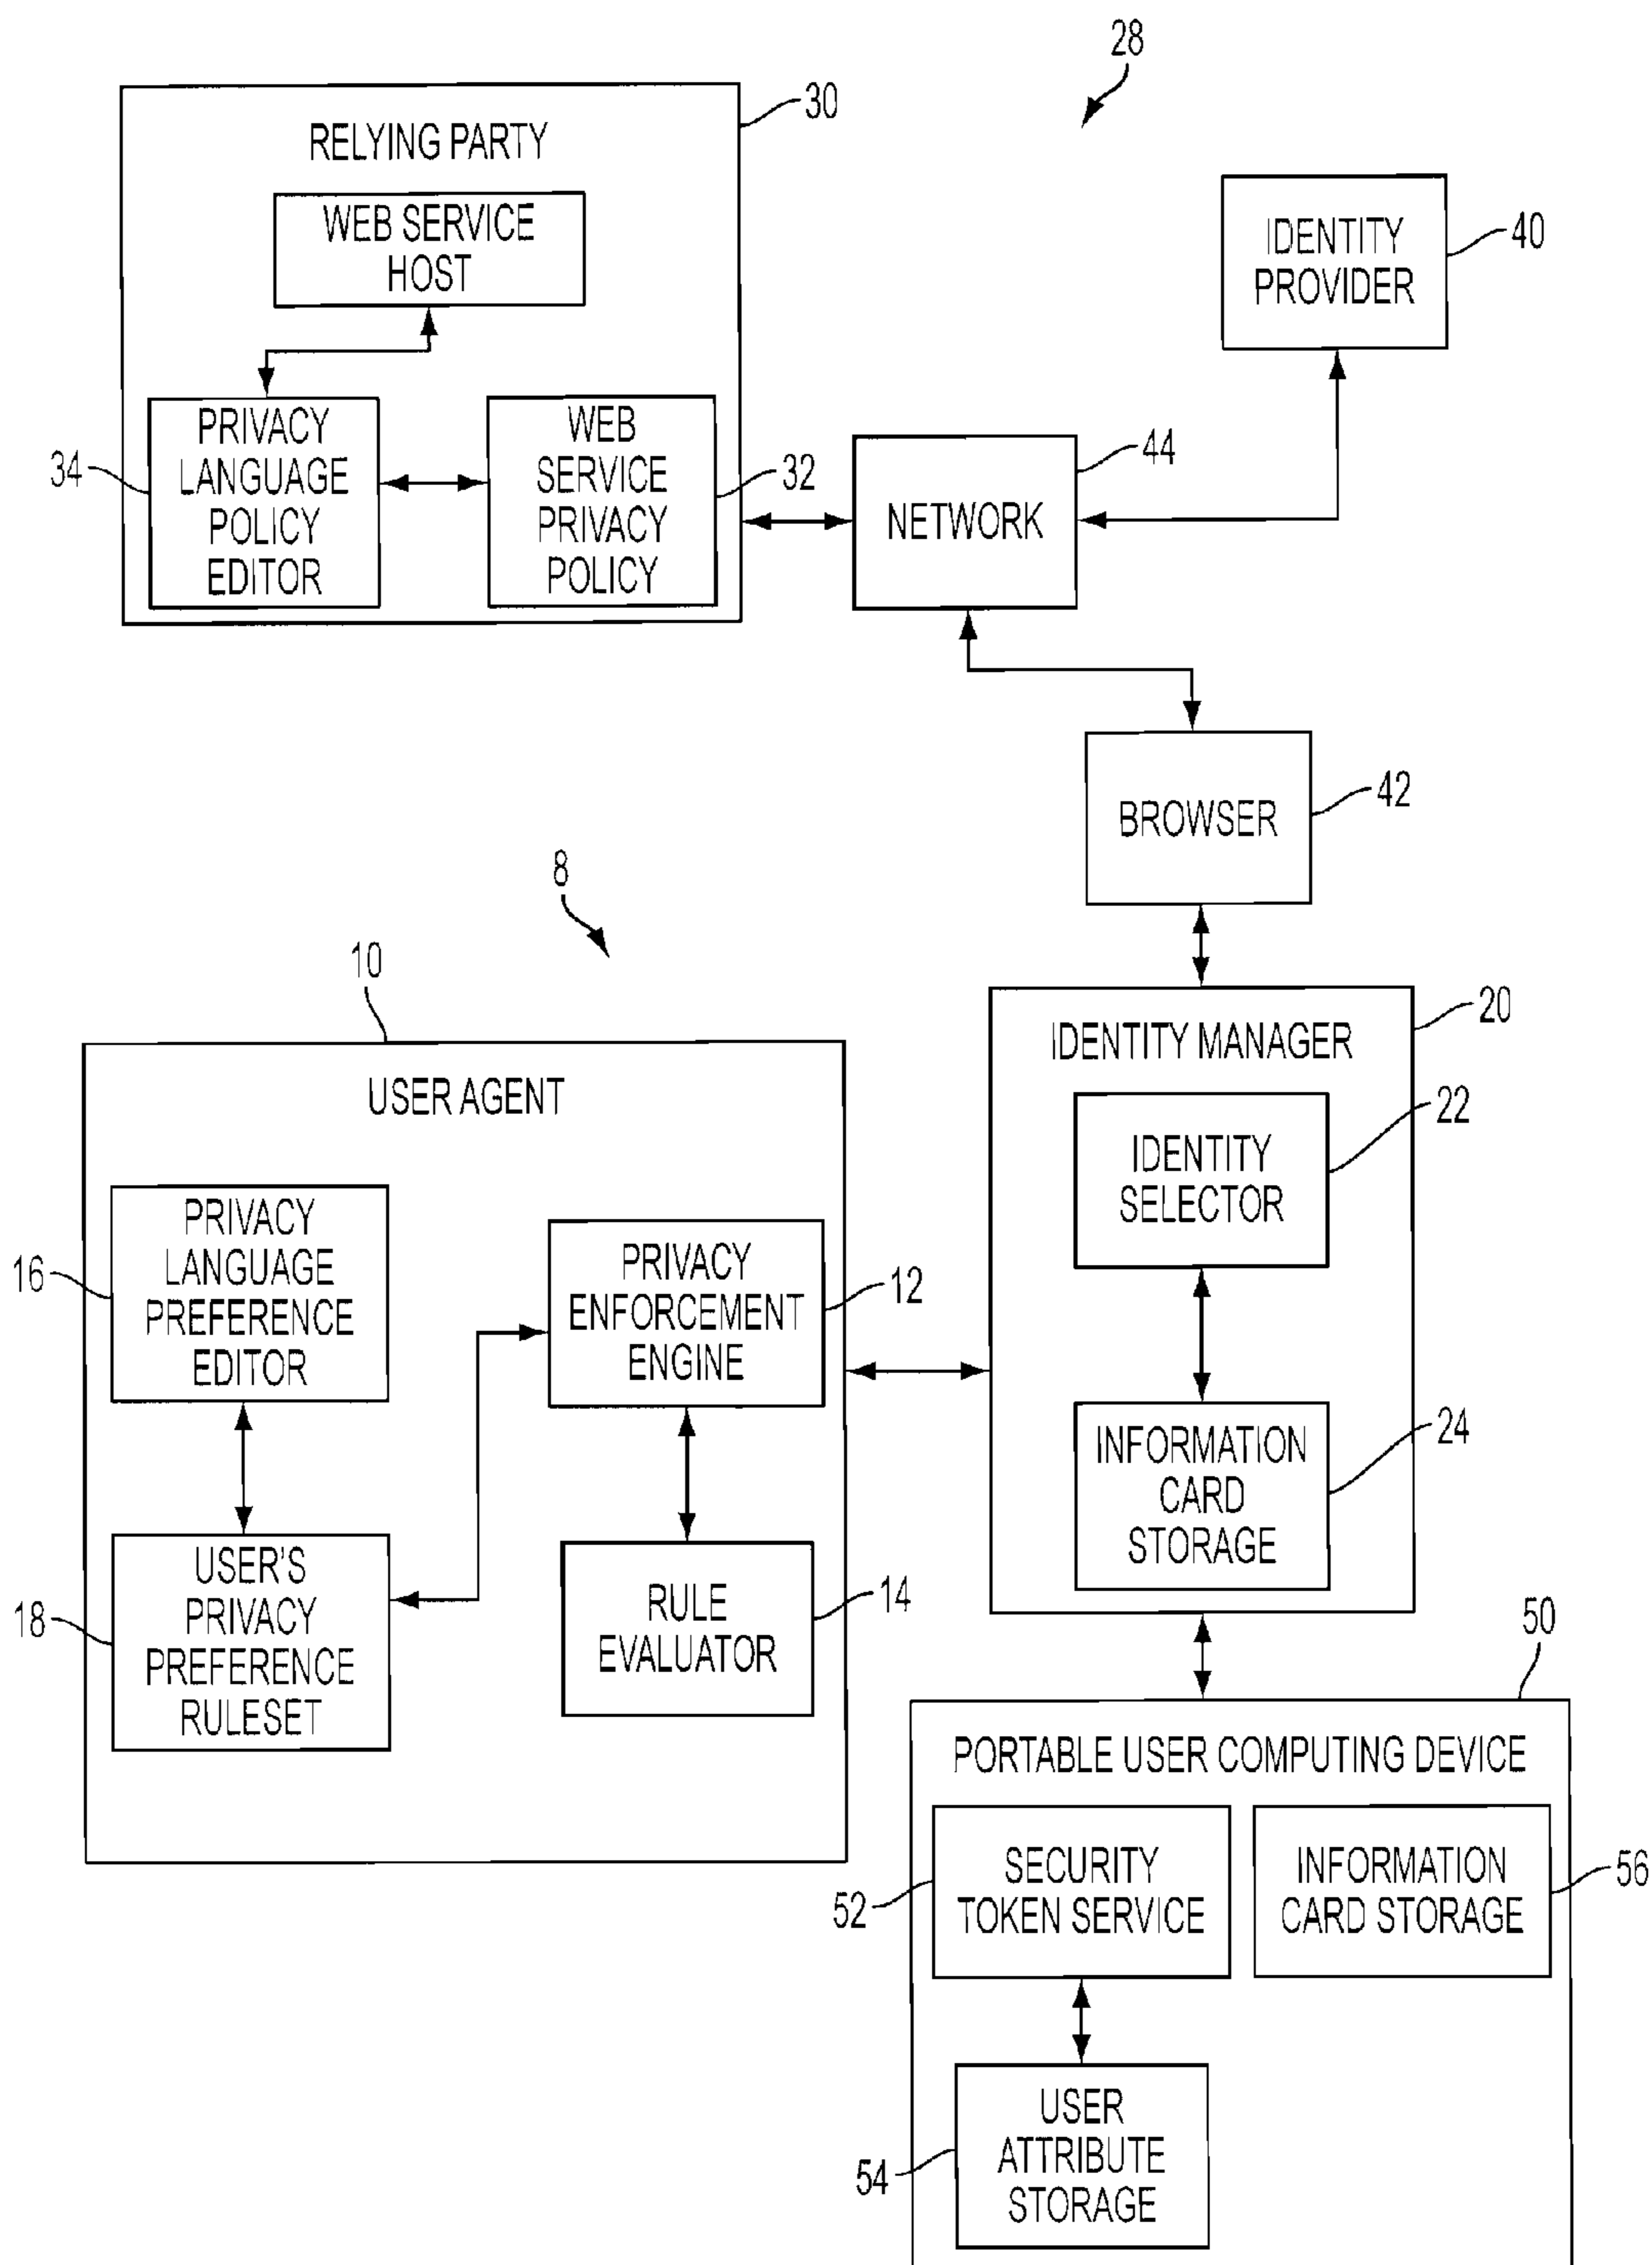 28
30
RELYING PARTY
WEB SERVICE
HOST
IDENTITY
PROVIDER
40
34
PRIVACY
LANGUAGE
POLICY
EDITOR
WEB
SERVICE
PRIVACY
POLICY
32
44
NETWORK
BROWSER
42
8
10
USER AGENT
16
PRIVACY
LANGUAGE
PREFERENCE
EDITOR
PRIVACY
ENFORCEMENT
ENGINE
12
18
USER'S
PRIVACY
PREFERENCE
RULESET
RULE
EVALUATOR
14
20
IDENTITY MANAGER
22
IDENTITY
SELECTOR
24
INFORMATION
CARD
STORAGE
50
PORTABLE USER COMPUTING DEVICE
52
SECURITY
TOKEN SERVICE
INFORMATION
CARD STORAGE
56
54
USER
ATTRIBUTE
STORAGE